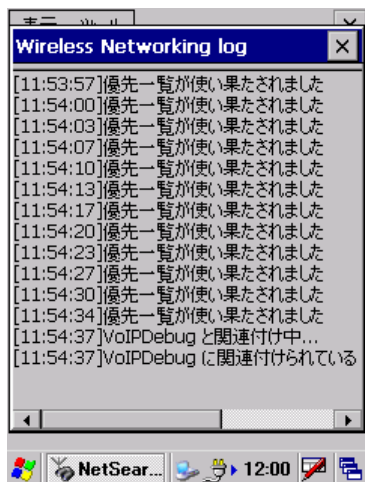 表示 ツール
Wireless Networking log
[11:53:57]優先一覧が使い果たされました
[11:54:00]優先一覧が使い果たされました
[11:54:03]優先一覧が使い果たされました
[11:54:07]優先一覧が使い果たされました
[11:54:10]優先一覧が使い果たされました
[11:54:13]優先一覧が使い果たされました
[11:54:17]優先一覧が使い果たされました
[11:54:20]優先一覧が使い果たされました
[11:54:23]優先一覧が使い果たされました
[11:54:27]優先一覧が使い果たされました
[11:54:30]優先一覧が使い果たされました
[11:54:34]優先一覧が使い果たされました
[11:54:37]VoIPDebug と関連付け中...
[11:54:37]VoIPDebug に関連付けられている
NetSear... 12:00